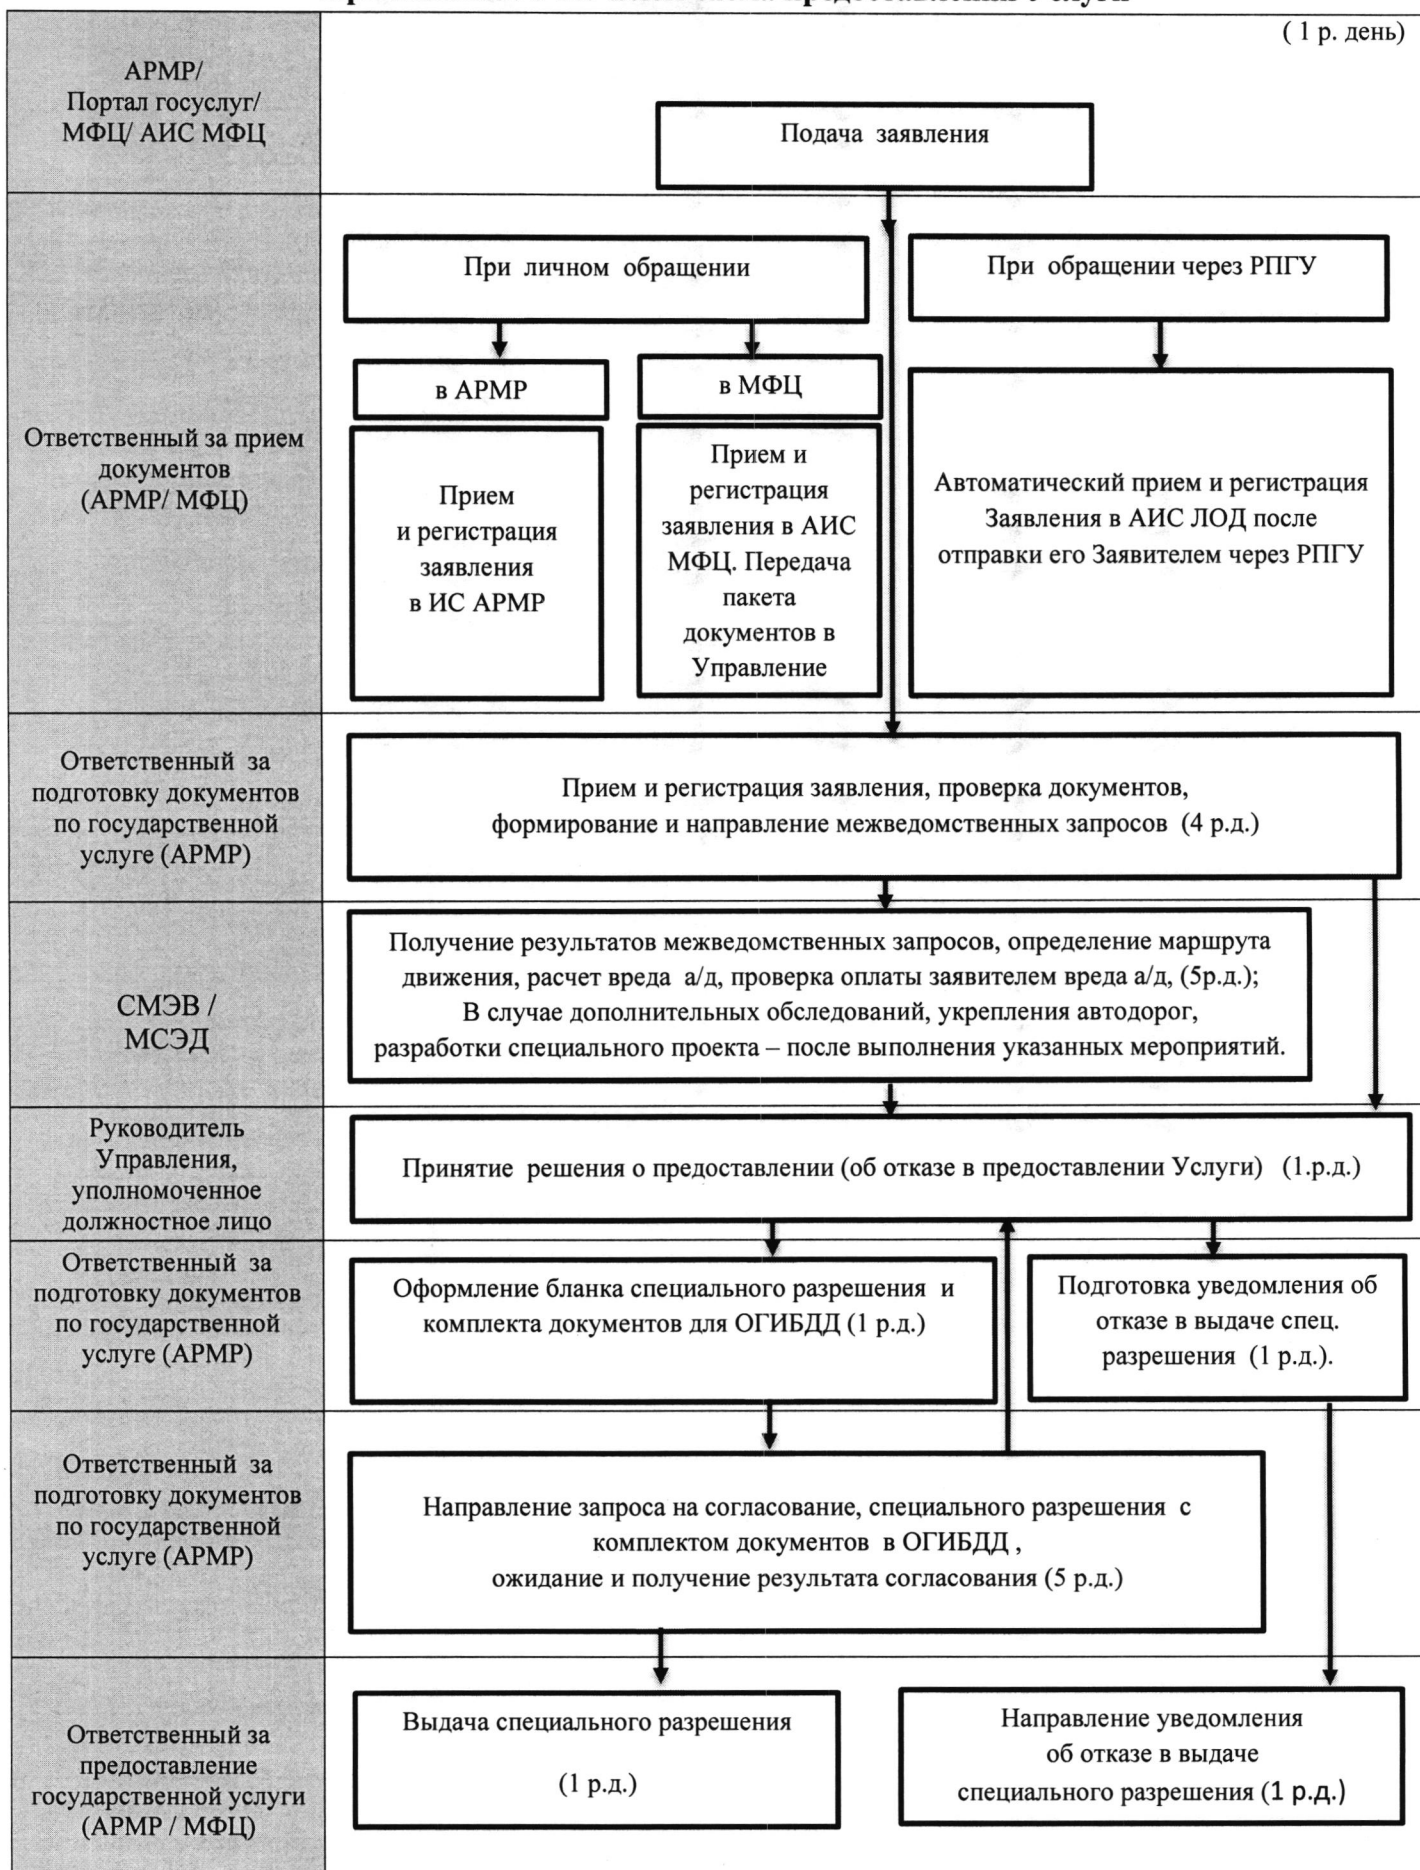 ( 1 р. день)
АРМР/
Портал госуслуг/
МФЦ/ АИС МФЦ
Подача заявления
Ответственный за прием
документов
(АРМР/ МФЦ)
При личном обращении
При обращении через РПГУ
в АРМР
в МФЦ
Прием
и регистрация
заявления
в ИС АРМР
Прием и
регистрация
заявления в АИС
МФЦ. Передача
пакета
документов в
Управление
Автоматический прием и регистрация
Заявления в АИС ЛОД после
отправки его Заявителем через РПГУ
Ответственный за
подготовку документов
по государственной
услуге (АРМР)
Прием и регистрация заявления, проверка документов,
формирование и направление межведомственных запросов (4 р.д.)
СМЭВ /
МСЭД
Получение результатов межведомственных запросов, определение маршрута
движения, расчет вреда а/д, проверка оплаты заявителем вреда а/д, (5р.д.);
В случае дополнительных обследований, укрепления автодорог,
разработки специального проекта – после выполнения указанных мероприятий.
Руководитель
Управления,
уполномоченное
должностное лицо
Принятие решения о предоставлении (об отказе в предоставлении Услуги) (1.р.д.)
Ответственный за
подготовку документов
по государственной
услуге (АРМР)
Оформление бланка специального разрешения и
комплекта документов для ОГИБДД (1 р.д.)
Подготовка уведомления об
отказе в выдаче спец.
разрешения (1 р.д.).
Ответственный за
подготовку документов
по государственной
услуге (АРМР)
Направление запроса на согласование, специального разрешения с
комплектом документов в ОГИБДД ,
ожидание и получение результата согласования (5 р.д.)
Ответственный за
предоставление
государственной услуги
(АРМР / МФЦ)
Выдача специального разрешения
(1 р.д.)
Направление уведомления
об отказе в выдаче
специального разрешения (1 р.д.)